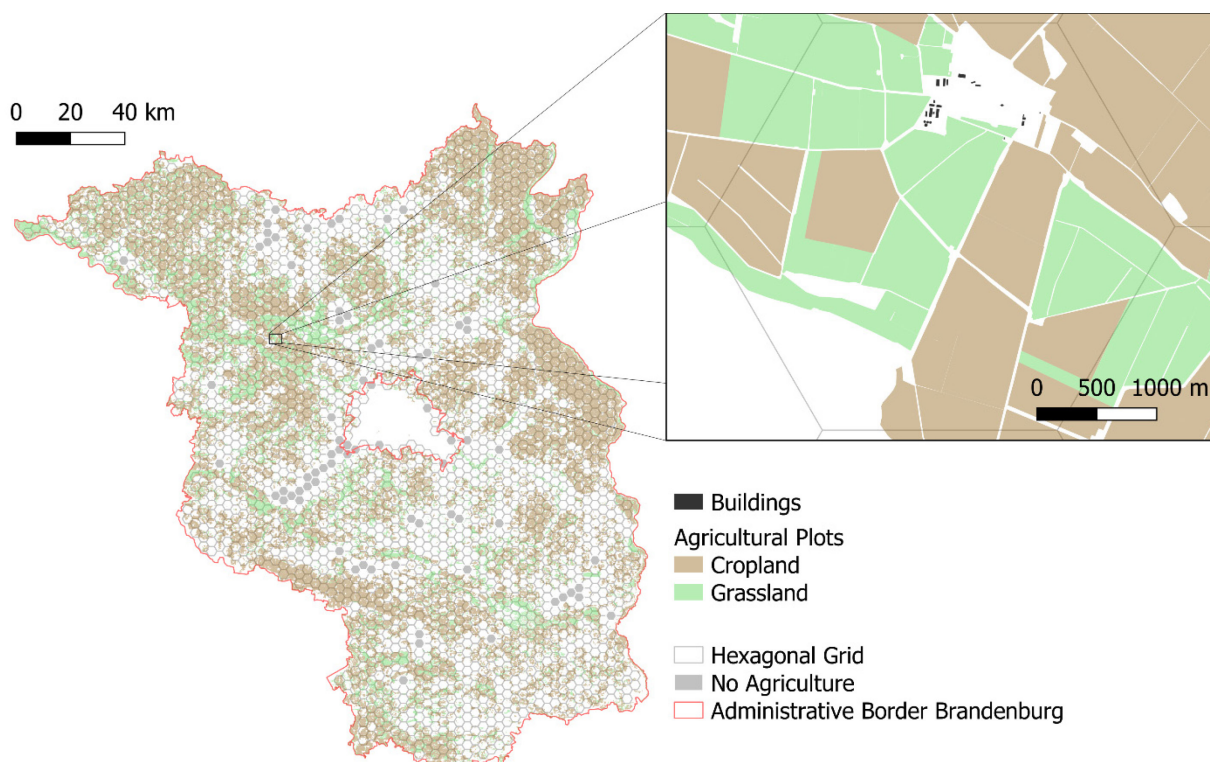 0 20 40 km
0 500 1000 m
Buildings
Agricultural Plots
Cropland
Grassland
Hexagonal Grid
No Agriculture
Administrative Border Brandenburg